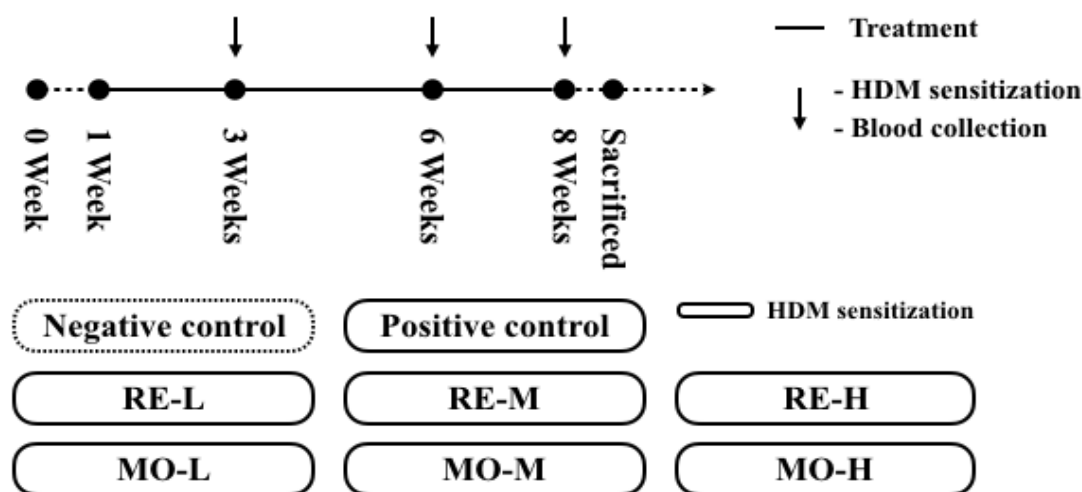 Treatment
- HDM sensitization
- Blood collection
0 Week
1 Week
3 Weeks
6 Weeks
8 Weeks
Sacrificed
Negative control
Positive control
HDM sensitization
RE-L
RE-M
RE-H
MO-L
MO-M
MO-H